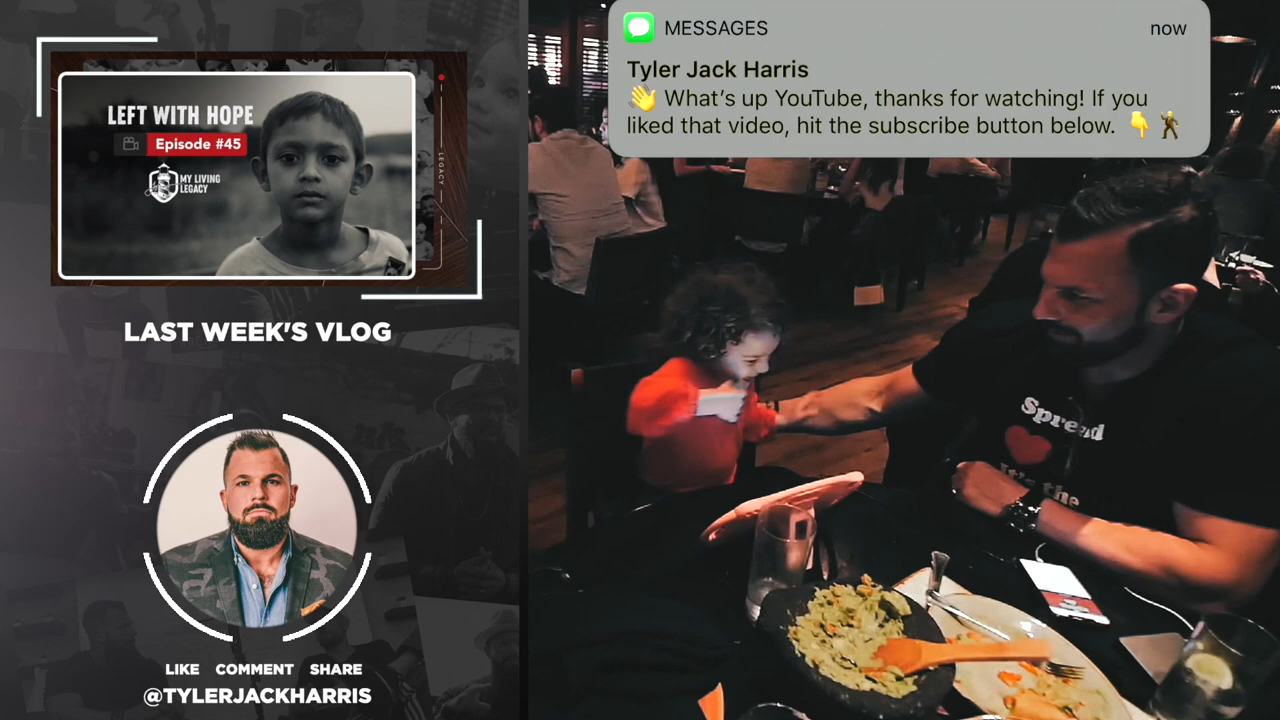 LEFT WITH HOPE
Episode #45
MY LIVING
LEGACY
LEGACY
LAST WEEK'S VLOG
LIKE COMMENT SHARE
@TYLERJACKHARRIS
MESSAGES
now
Tyler Jack Harris
👋 What's up YouTube, thanks for watching! If you
liked that video, hit the subscribe button below. 👇 🕺
Spread
It's the